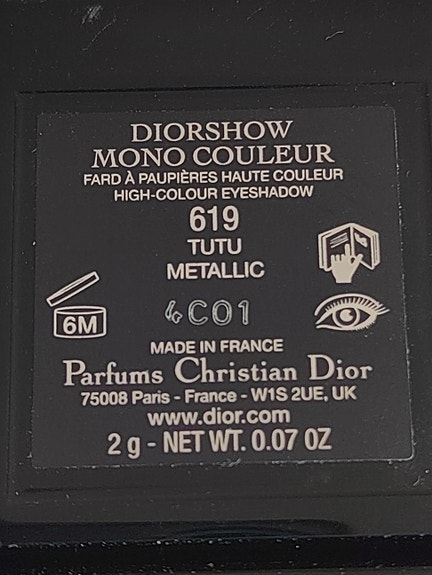 DIORSHOW
MONO COULEUR
FARD À PAUPIÈRES HAUTE COULEUR
HIGH-COLOUR EYESHADOW
619
TUTU
METALLIC
6M
4C01
MADE IN FRANCE
Parfums Christian Dior
75008 Paris - France - W1S 2UE, UK
www.dior.com
2 g - NET WT. 0.07 OZ